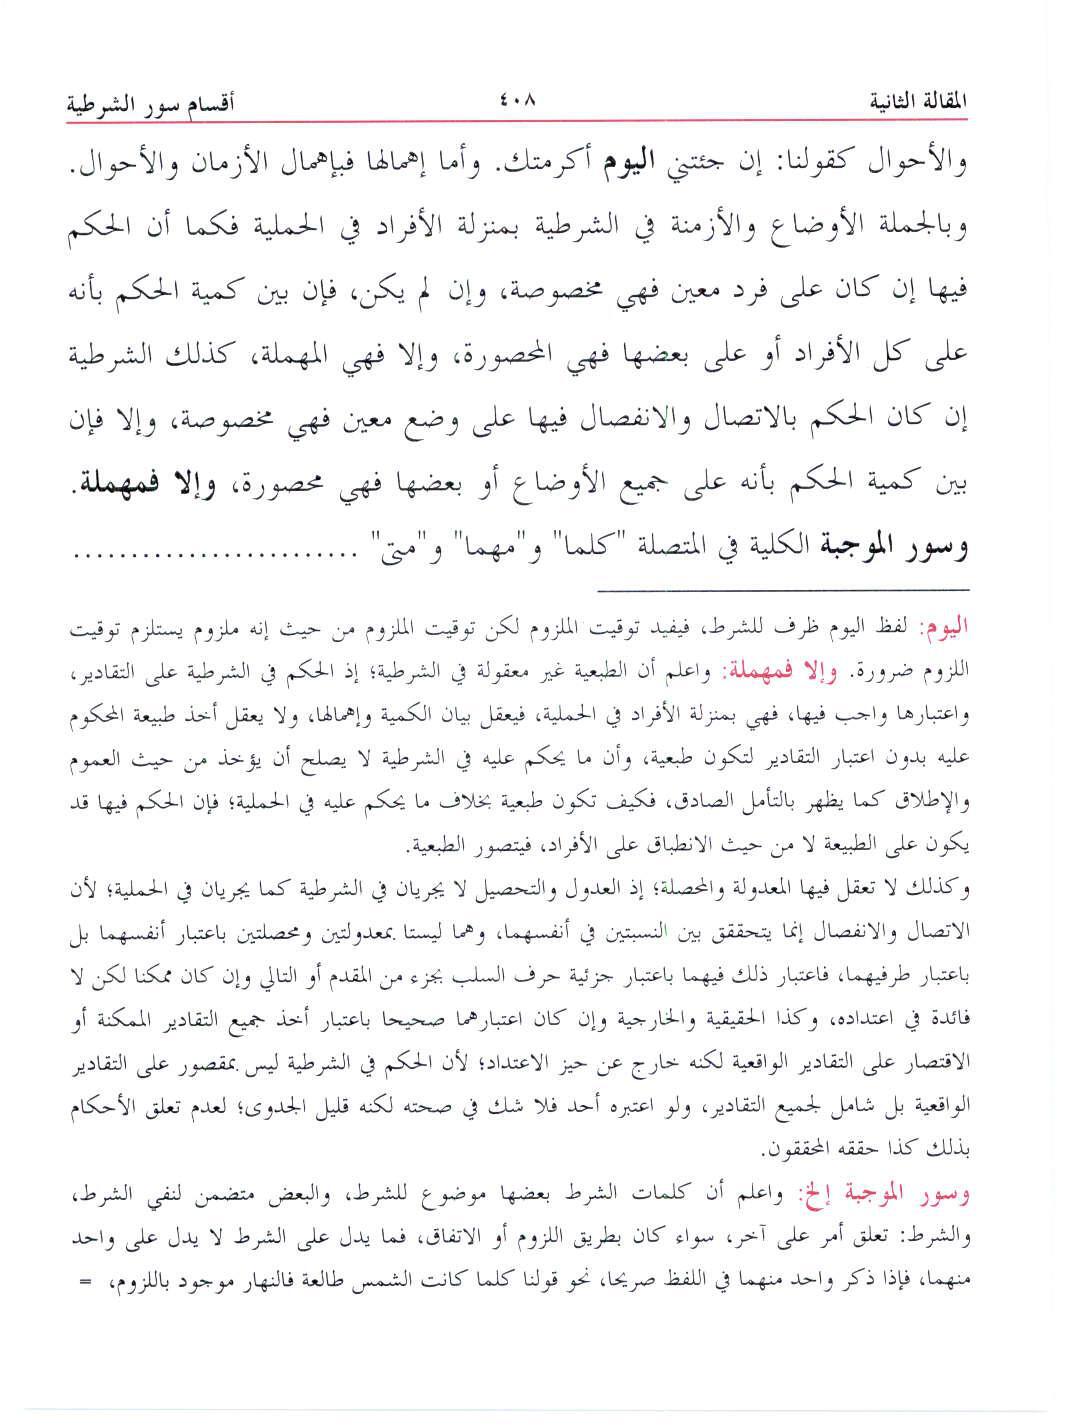 المقالة الثانية ٤٠٨ أقسام سور الشرطية
والأحوال كقولنا: إن جئتني اليوم أكرمتك. وأما إهمالها فبإهمال الأزمان والأحوال.
وبالجملة الأوضاع والأزمنة في الشرطية بمنزلة الأفراد في الحملية فكما أن الحكم
فيها إن كان على فرد معين فهي مخصوصة، وإن لم يكن، فإن بين كمية الحكم بأنه
على كل الأفراد أو على بعضها فهي المحصورة، وإلا فهي المهملة، كذلك الشرطية
إن كان الحكم بالاتصال والانفصال فيها على وضع معين فهي مخصوصة، وإلا فإن
بين كمية الحكم بأنه على جميع الأوضاع أو بعضها فهي محصورة، وإلا فمهملة.
وسور الموجبة الكلية في المتصلة "كلما" و"مهما" و"متى" .........................
اليوم: لفظ اليوم ظرف للشرط، فيفيد توقيت الملزوم لكن توقيت الملزوم من حيث إنه ملزوم يستلزم توقيت
اللزوم ضرورة. وإلا فمهملة: واعلم أن الطبعية غير معقولة في الشرطية؛ إذ الحكم في الشرطية على التقادير،
واعتبارها واجب فيها، فهي بمنزلة الأفراد في الحملية، فيعقل بيان الكمية وإهمالها، ولا يعقل أخذ طبيعة المحكوم
عليه بدون اعتبار التقادير لتكون طبعية، وأن ما يحكم عليه في الشرطية لا يصلح أن يؤخذ من حيث العموم
والإطلاق كما يظهر بالتأمل الصادق، فكيف تكون طبعية بخلاف ما يحكم عليه في الحملية؛ فإن الحكم فيها قد
يكون على الطبيعة لا من حيث الانطباق على الأفراد، فيتصور الطبعية.
وكذلك لا تعقل فيها المعدولة والمحصلة؛ إذ العدول والتحصيل لا يجريان في الشرطية كما يجريان في الحملية؛ لأن
الاتصال والانفصال إنما يتحققق بين النسبتين في أنفسهما، وهما ليستا بمعدولتين ومحصلتين باعتبار أنفسهما بل
باعتبار طرفيهما، فاعتبار ذلك فيهما باعتبار جزئية حرف السلب بجزء من المقدم أو التالي وإن كان ممكنا لكن لا
فائدة في اعتداده، وكذا الحقيقية والخارجية وإن كان اعتبارهما صحيحا باعتبار أخذ جميع التقادير الممكنة أو
الاقتصار على التقادير الواقعية لكنه خارج عن حيز الاعتداد؛ لأن الحكم في الشرطية ليس بمقصور على التقادير
الواقعية بل شامل لجميع التقادير، ولو اعتبره أحد فلا شك في صحته لكنه قليل الجدوى؛ لعدم تعلق الأحكام
بذلك كذا حققه المحققون.
وسور الموجبة إلخ: واعلم أن كلمات الشرط بعضها موضوع للشرط، والبعض متضمن لنفي الشرط،
والشرط: تعلق أمر على آخر، سواء كان بطريق اللزوم أو الاتفاق، فما يدل على الشرط لا يدل على واحد
منهما، فإذا ذكر واحد منهما في اللفظ صريحا، نحو قولنا كلما كانت الشمس طالعة فالنهار موجود باللزوم، =